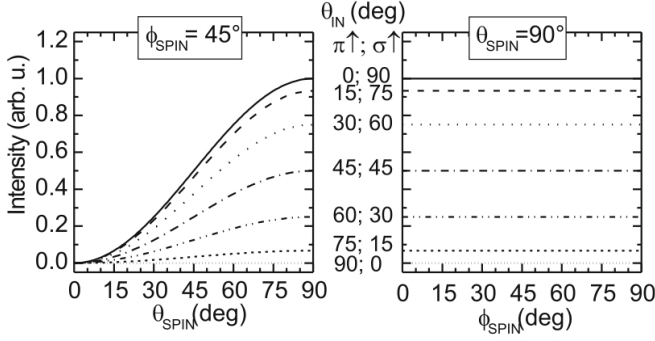 θIN (deg)
ϕSPIN = 45°
π↑; σ↑
θSPIN=90°
Intensity (arb. u.)
1.2
1.0
0.8
0.6
0.4
0.2
0.0
0; 90
15; 75
30; 60
45; 45
60; 30
75; 15
90; 0
0 15 30 45 60 75 90
0 15 30 45 60 75 90
θSPIN(deg)
ϕSPIN(deg)